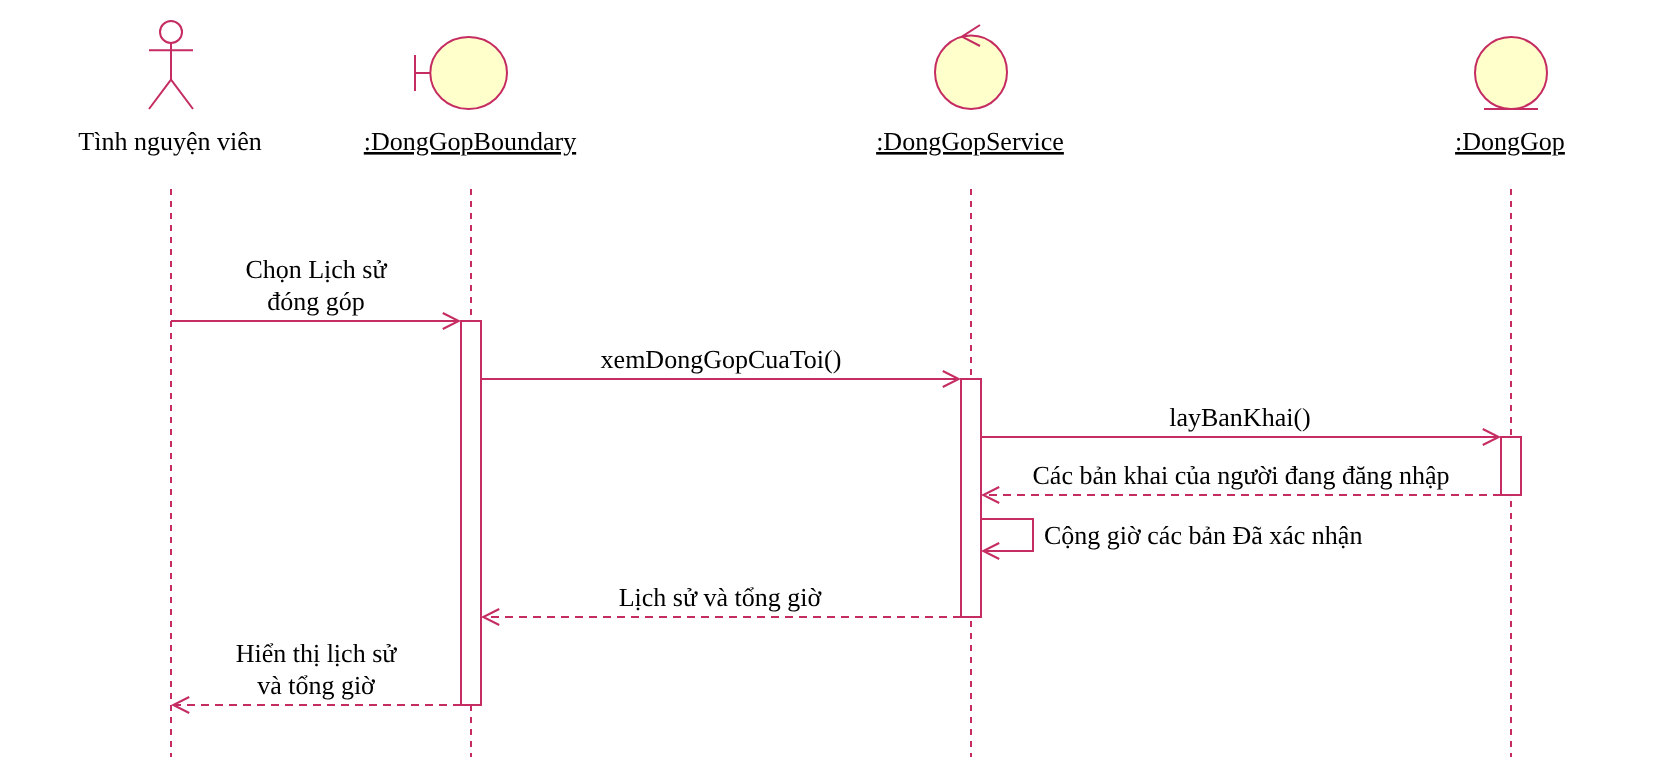 Tình nguyện viên
:DongGopBoundary
:DongGopService
:DongGop
Chọn Lịch sử
đóng góp
xemDongGopCuaToi()
layBanKhai()
Các bản khai của người đang đăng nhập
Cộng giờ các bản Đã xác nhận
Lịch sử và tổng giờ
Hiển thị lịch sử
và tổng giờ